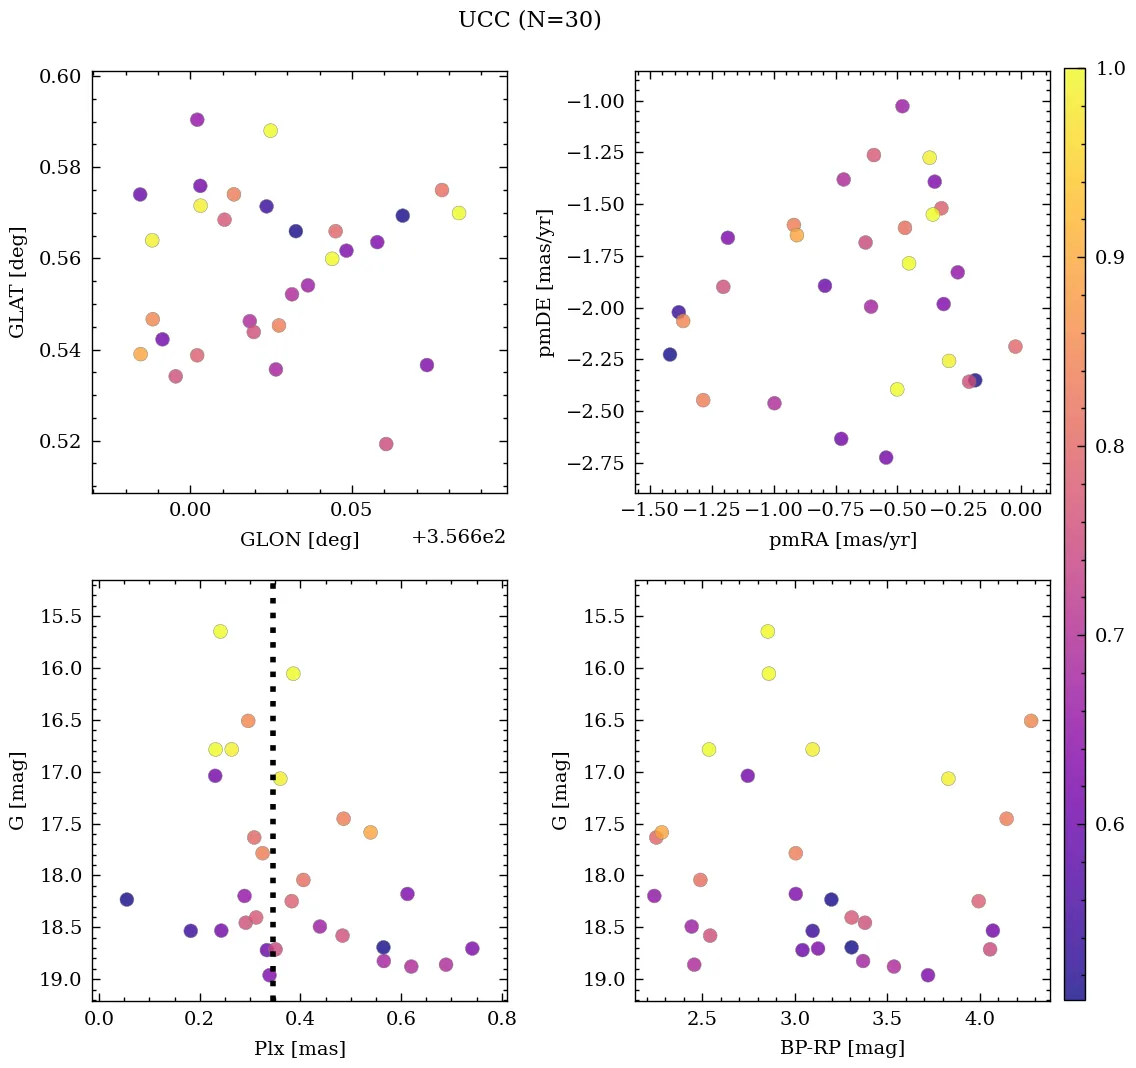 UCC (N=30)
0.60
0.58
0.56
0.54
0.52
GLAT [deg]
0.00 0.05
+3.566e2
GLON [deg]
−1.00
−1.25
−1.50
−1.75
−2.00
−2.25
−2.50
−2.75
pmDE [mas/yr]
−1.50 −1.25 −1.00 −0.75 −0.50 −0.25 0.00
pmRA [mas/yr]
1.0
0.9
0.8
0.7
0.6
15.5
16.0
16.5
17.0
17.5
18.0
18.5
19.0
G [mag]
0.0 0.2 0.4 0.6 0.8
Plx [mas]
15.5
16.0
16.5
17.0
17.5
18.0
18.5
19.0
G [mag]
2.5 3.0 3.5 4.0
BP-RP [mag]